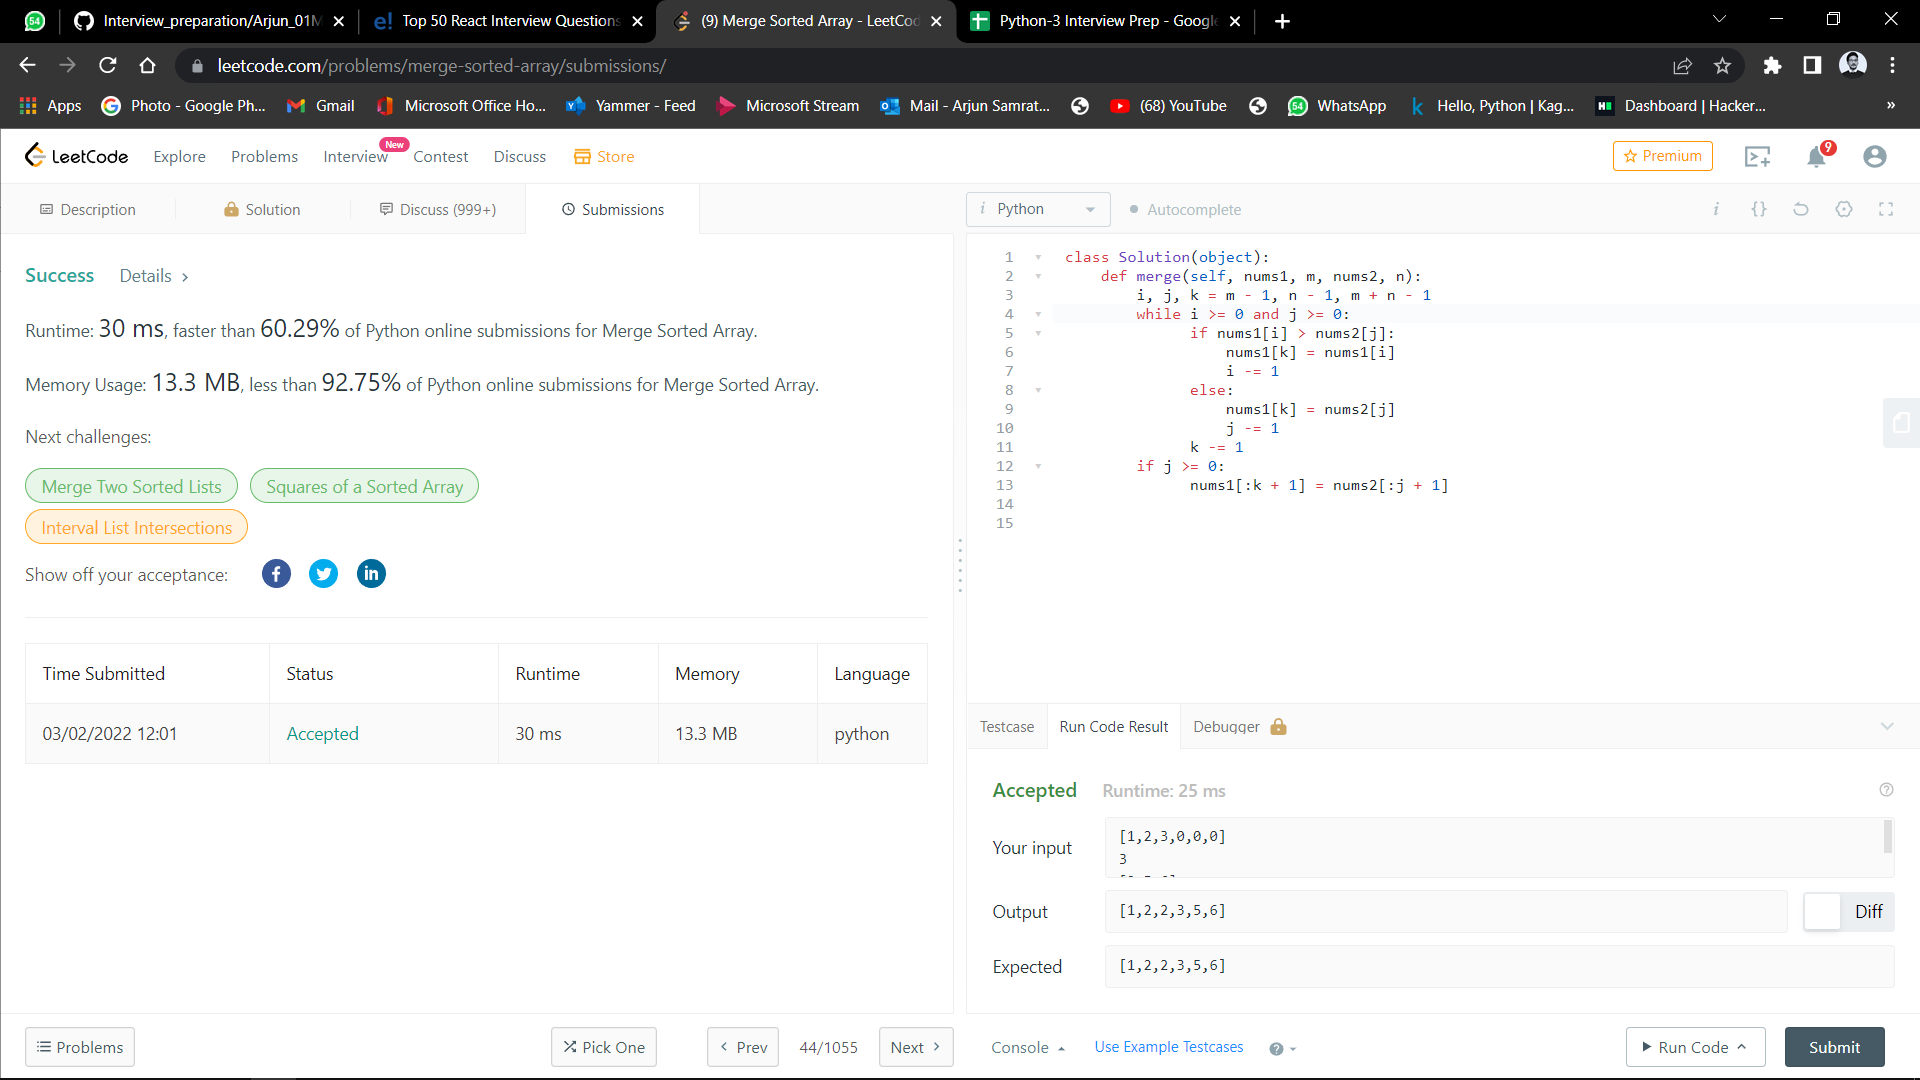 54
Interview_preparation/Arjun_01M
e! Top 50 React Interview Questions
(9) Merge Sorted Array - LeetCod
Python-3 Interview Prep - Google
leetcode.com/problems/merge-sorted-array/submissions/
Apps
Photo - Google Ph...
Gmail
Microsoft Office Ho...
Yammer - Feed
Microsoft Stream
Mail - Arjun Samrat...
(68) YouTube
54 WhatsApp
k Hello, Python | Kag...
Dashboard | Hacker...
»
LeetCode
Explore
Problems
Interview
New
Contest
Discuss
Store
Premium
9
Description
Solution
Discuss (999+)
Submissions
i Python
Autocomplete
i {}
Success
Details >
Runtime: 30 ms, faster than 60.29% of Python online submissions for Merge Sorted Array.
Memory Usage: 13.3 MB, less than 92.75% of Python online submissions for Merge Sorted Array.
Next challenges:
Merge Two Sorted Lists
Squares of a Sorted Array
Interval List Intersections
Show off your acceptance:
f
in
Time Submitted Status Runtime Memory Language
03/02/2022 12:01 Accepted 30 ms 13.3 MB python
1 class Solution(object):
2     def merge(self, nums1, m, nums2, n):
3         i, j, k = m - 1, n - 1, m + n - 1
4         while i >= 0 and j >= 0:
5               if nums1[i] > nums2[j]:
6                   nums1[k] = nums1[i]
7                   i -= 1
8               else:
9                   nums1[k] = nums2[j]
10                   j -= 1
11               k -= 1
12         if j >= 0:
13               nums1[:k + 1] = nums2[:j + 1]
14
15
Testcase
Run Code Result
Debugger
Accepted
Runtime: 25 ms
Your input
[1,2,3,0,0,0]
3
Output
[1,2,2,3,5,6]
Diff
Expected
[1,2,2,3,5,6]
Problems
Pick One
< Prev
44/1055
Next >
Console
Use Example Testcases
?
Run Code
Submit